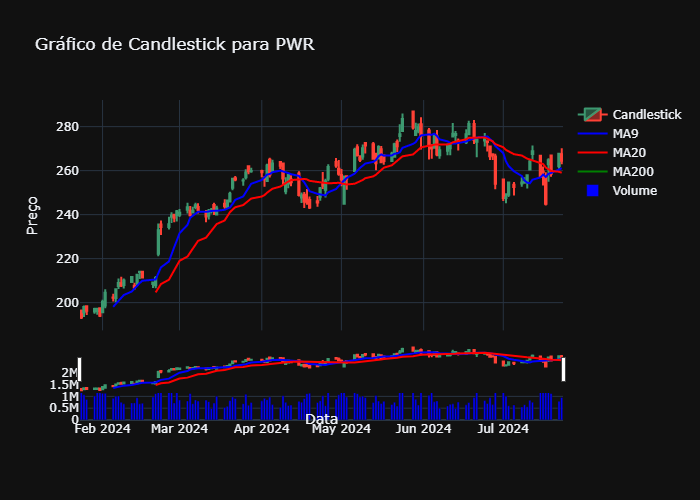 Gráfico de Candlestick para PWR
Candlestick
MA9
MA20
MA200
Volume
280
260
240
220
200
Preço
2M
1.5M
1M
0.5M
0
Data
Feb 2024
Mar 2024
Apr 2024
May 2024
Jun 2024
Jul 2024